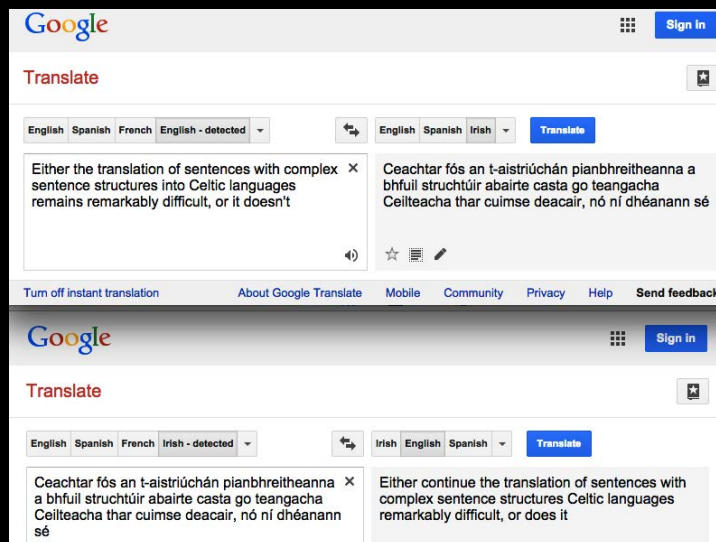 Google
Sign in
Translate
English Spanish French English - detected
English Spanish Irish Translate
Either the translation of sentences with complex
sentence structures into Celtic languages
remains remarkably difficult, or it doesn't
Ceachtar fós an t-aistriúchán pianbhreitheanna a
bhfuil struchtúir abairte casta go teangacha
Ceilteacha thar cuimse deacair, nó ní dhéanann sé
Turn off instant translation
About Google Translate
Mobile
Community
Privacy
Help
Send feedback
Google
Sign in
Translate
English Spanish French Irish - detected
Irish English Spanish Translate
Ceachtar fós an t-aistriúchán pianbhreitheanna
a bhfuil struchtúir abairte casta go teangacha
Ceilteacha thar cuimse deacair, nó ní dhéanann
sé
Either continue the translation of sentences with
complex sentence structures Celtic languages
remarkably difficult, or does it